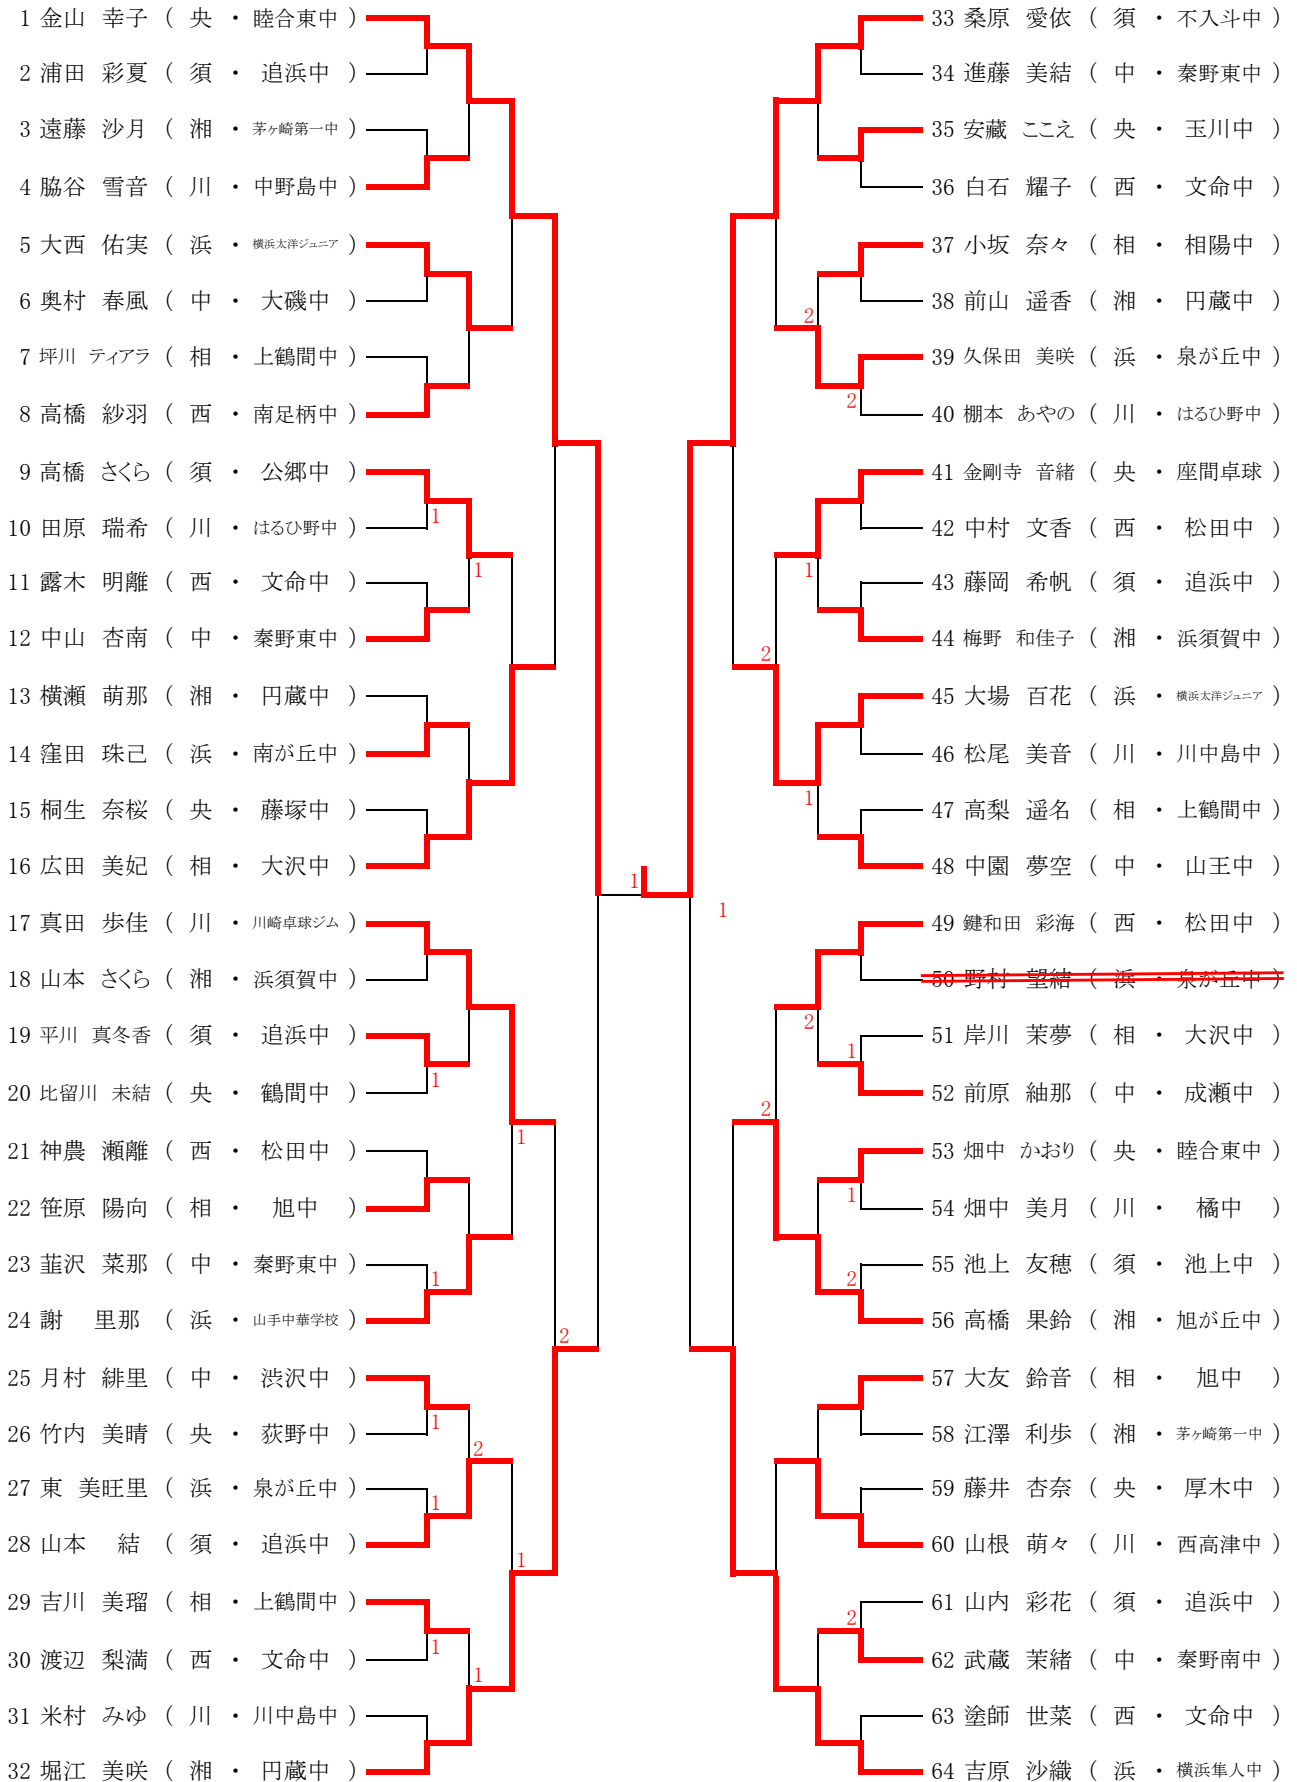 1 金山 幸子 ( 央 ・ 睦合東中 )
2 浦田 彩夏 ( 須 ・ 追浜中 )
3 遠藤 沙月 ( 湘 ・ 茅ヶ崎第一中 )
4 脇谷 雪音 ( 川 ・ 中野島中 )
5 大西 佑実 ( 浜 ・ 横浜太洋ジュニア )
6 奥村 春風 ( 中 ・ 大磯中 )
7 坪川 ティアラ ( 相 ・ 上鶴間中 )
8 高橋 紗羽 ( 西 ・ 南足柄中 )
9 高橋 さくら ( 須 ・ 公郷中 )
1
10 田原 瑞希 ( 川 ・ はるひ野中 )
1
11 露木 明離 ( 西 ・ 文命中 )
12 中山 杏南 ( 中 ・ 秦野東中 )
13 横瀬 萌那 ( 湘 ・ 円蔵中 )
14 窪田 珠己 ( 浜 ・ 南が丘中 )
15 桐生 奈桜 ( 央 ・ 藤塚中 )
16 広田 美妃 ( 相 ・ 大沢中 )
1
17 真田 歩佳 ( 川 ・ 川崎卓球ジム )
18 山本 さくら ( 湘 ・ 浜須賀中 )
19 平川 真冬香 ( 須 ・ 追浜中 )
1
20 比留川 未結 ( 央 ・ 鶴間中 )
1
21 神農 瀬離 ( 西 ・ 松田中 )
22 笹原 陽向 ( 相 ・ 旭中 )
23 韮沢 菜那 ( 中 ・ 秦野東中 )
1
24 謝 里那 ( 浜 ・ 山手中華学校 )
2
25 月村 緋里 ( 中 ・ 渋沢中 )
1
26 竹内 美晴 ( 央 ・ 荻野中 )
2
27 東 美旺里 ( 浜 ・ 泉が丘中 )
1
28 山本 結 ( 須 ・ 追浜中 )
1
29 吉川 美瑠 ( 相 ・ 上鶴間中 )
1
30 渡辺 梨満 ( 西 ・ 文命中 )
1
31 米村 みゆ ( 川 ・ 川中島中 )
32 堀江 美咲 ( 湘 ・ 円蔵中 )
33 桑原 愛依 ( 須 ・ 不入斗中 )
34 進藤 美結 ( 中 ・ 秦野東中 )
35 安藏 ここえ ( 央 ・ 玉川中 )
36 白石 耀子 ( 西 ・ 文命中 )
37 小坂 奈々 ( 相 ・ 相陽中 )
38 前山 遥香 ( 湘 ・ 円蔵中 )
2
39 久保田 美咲 ( 浜 ・ 泉が丘中 )
2
40 棚本 あやの ( 川 ・ はるひ野中 )
41 金剛寺 音緒 ( 央 ・ 座間卓球 )
42 中村 文香 ( 西 ・ 松田中 )
1
43 藤岡 希帆 ( 須 ・ 追浜中 )
44 梅野 和佳子 ( 湘 ・ 浜須賀中 )
2
45 大場 百花 ( 浜 ・ 横浜太洋ジュニア )
46 松尾 美音 ( 川 ・ 川中島中 )
1
47 高梨 遥名 ( 相 ・ 上鶴間中 )
48 中園 夢空 ( 中 ・ 山王中 )
1
49 鍵和田 彩海 ( 西 ・ 松田中 )
50 野村 望結 ( 浜 ・ 泉が丘中 )
2
51 岸川 茉夢 ( 相 ・ 大沢中 )
1
52 前原 紬那 ( 中 ・ 成瀬中 )
2
53 畑中 かおり ( 央 ・ 睦合東中 )
1
54 畑中 美月 ( 川 ・ 橘中 )
55 池上 友穂 ( 須 ・ 池上中 )
2
56 高橋 果鈴 ( 湘 ・ 旭が丘中 )
57 大友 鈴音 ( 相 ・ 旭中 )
58 江澤 利歩 ( 湘 ・ 茅ヶ崎第一中 )
59 藤井 杏奈 ( 央 ・ 厚木中 )
60 山根 萌々 ( 川 ・ 西高津中 )
61 山内 彩花 ( 須 ・ 追浜中 )
2
62 武蔵 茉緒 ( 中 ・ 秦野南中 )
63 塗師 世菜 ( 西 ・ 文命中 )
64 吉原 沙織 ( 浜 ・ 横浜隼人中 )